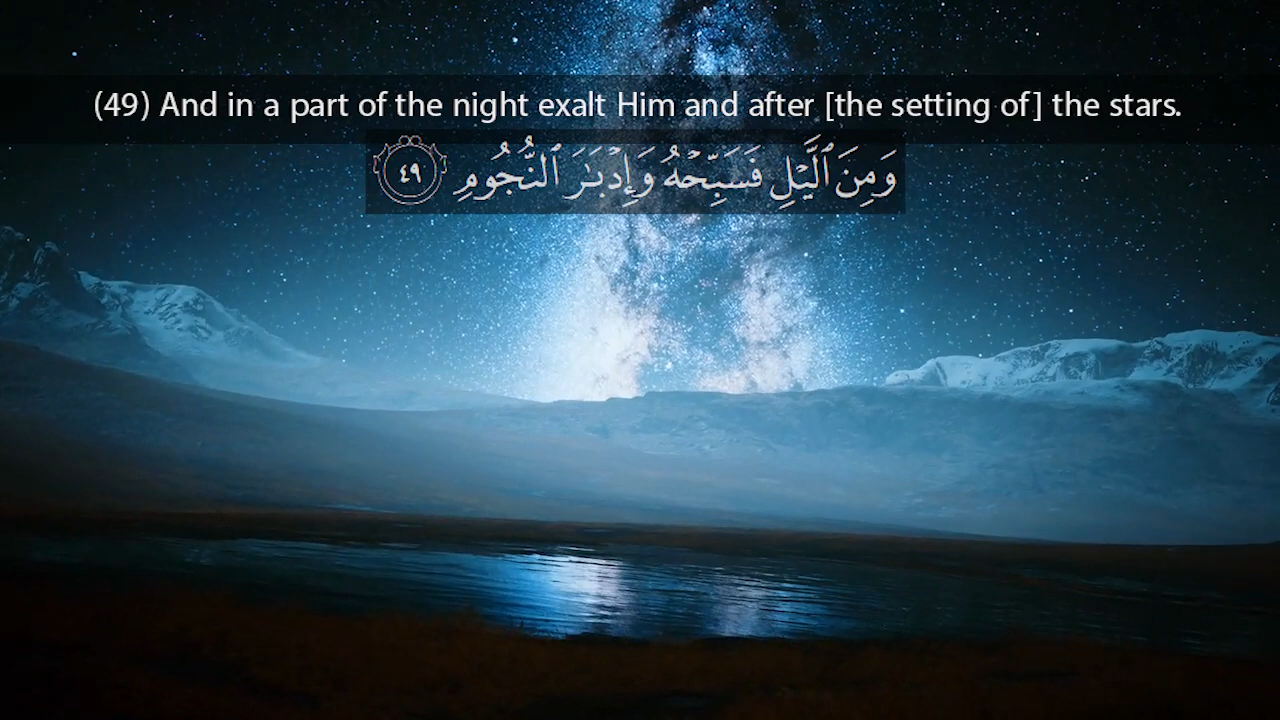 (49) And in a part of the night exalt Him and after [the setting of] the stars.
وَمِنَ ٱلَّيۡلِ فَسَبِّحۡهُ وَإِدۡبَٰرَ ٱلنُّجُومِ ٤٩